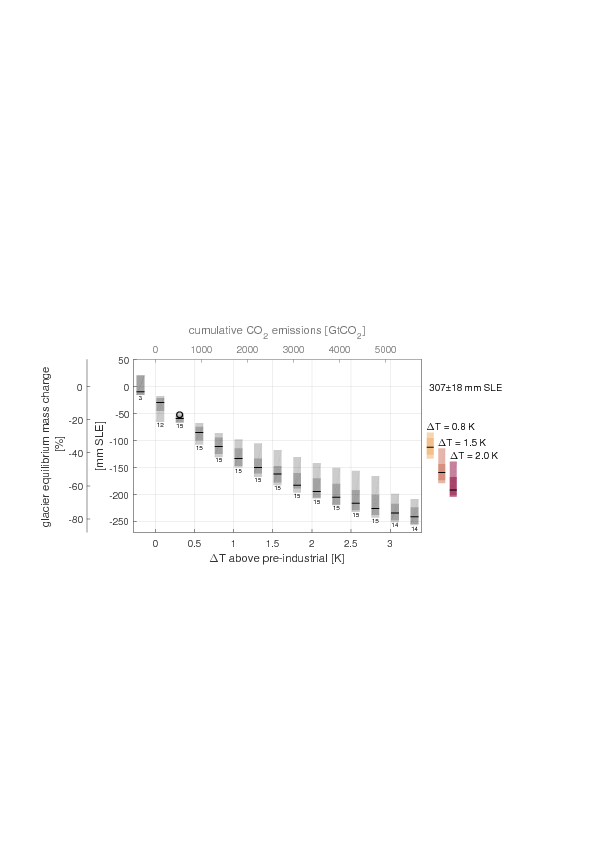 cumulative CO2 emissions [GtCO2]
0 1000 2000 3000 4000 5000
glacier equilibrium mass change
[%]
0
-20
-40
-60
-80
[mm SLE]
50
0
-50
-100
-150
-200
-250
3
12
15
15
15
15
15
15
15
15
15
15
15
14
14
0 0.5 1 1.5 2 2.5 3
ΔT above pre-industrial [K]
307±18 mm SLE
ΔT = 0.8 K
ΔT = 1.5 K
ΔT = 2.0 K